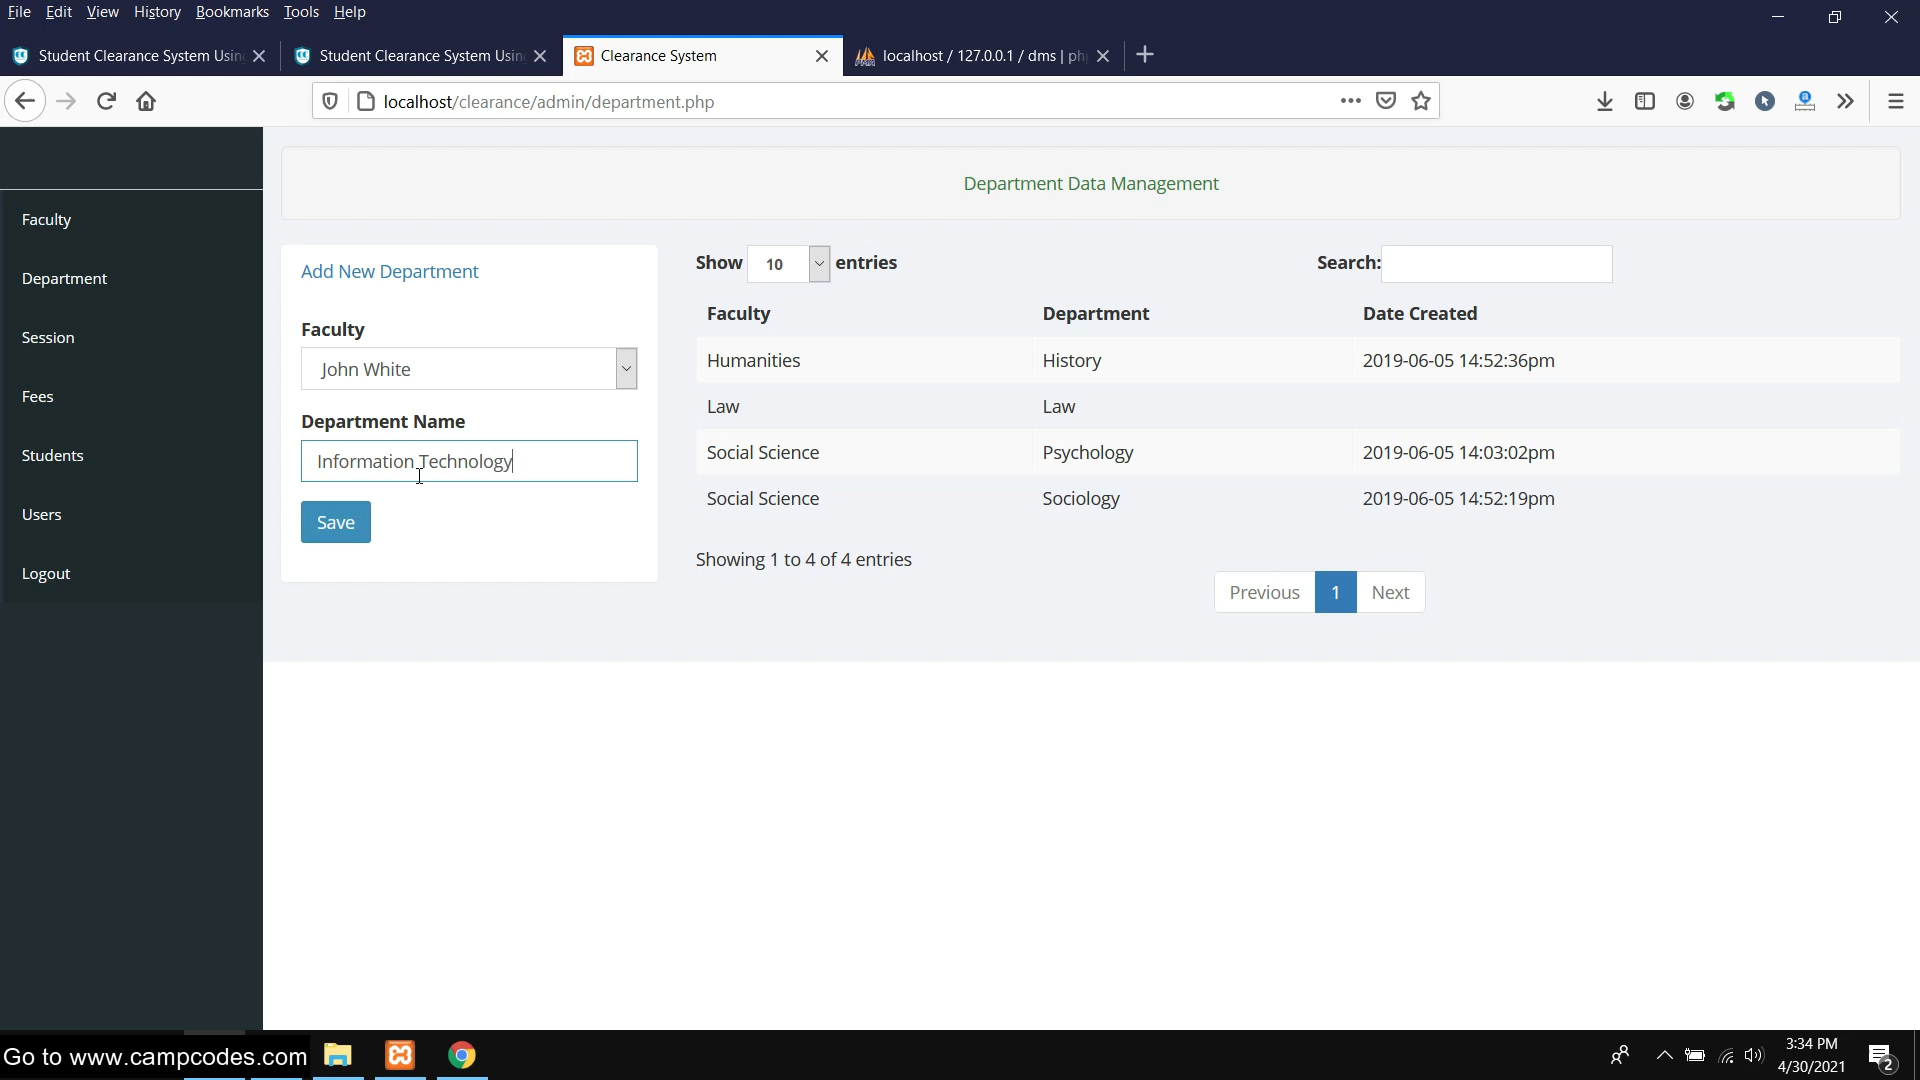 File Edit View History Bookmarks Tools Help
Student Clearance System Usin
Student Clearance System Usin
Clearance System
localhost / 127.0.0.1 / dms | ph
localhost/clearance/admin/department.php
Department Data Management
Faculty
Department
Session
Fees
Students
Users
Logout
Add New Department
Faculty
John White
Department Name
Information Technology
Save
Show 10 entries
Search:
Faculty Department Date Created
Humanities History 2019-06-05 14:52:36pm
Law Law
Social Science Psychology 2019-06-05 14:03:02pm
Social Science Sociology 2019-06-05 14:52:19pm
Showing 1 to 4 of 4 entries
Previous 1 Next
Go to www.campcodes.com
3:34 PM
4/30/2021
2